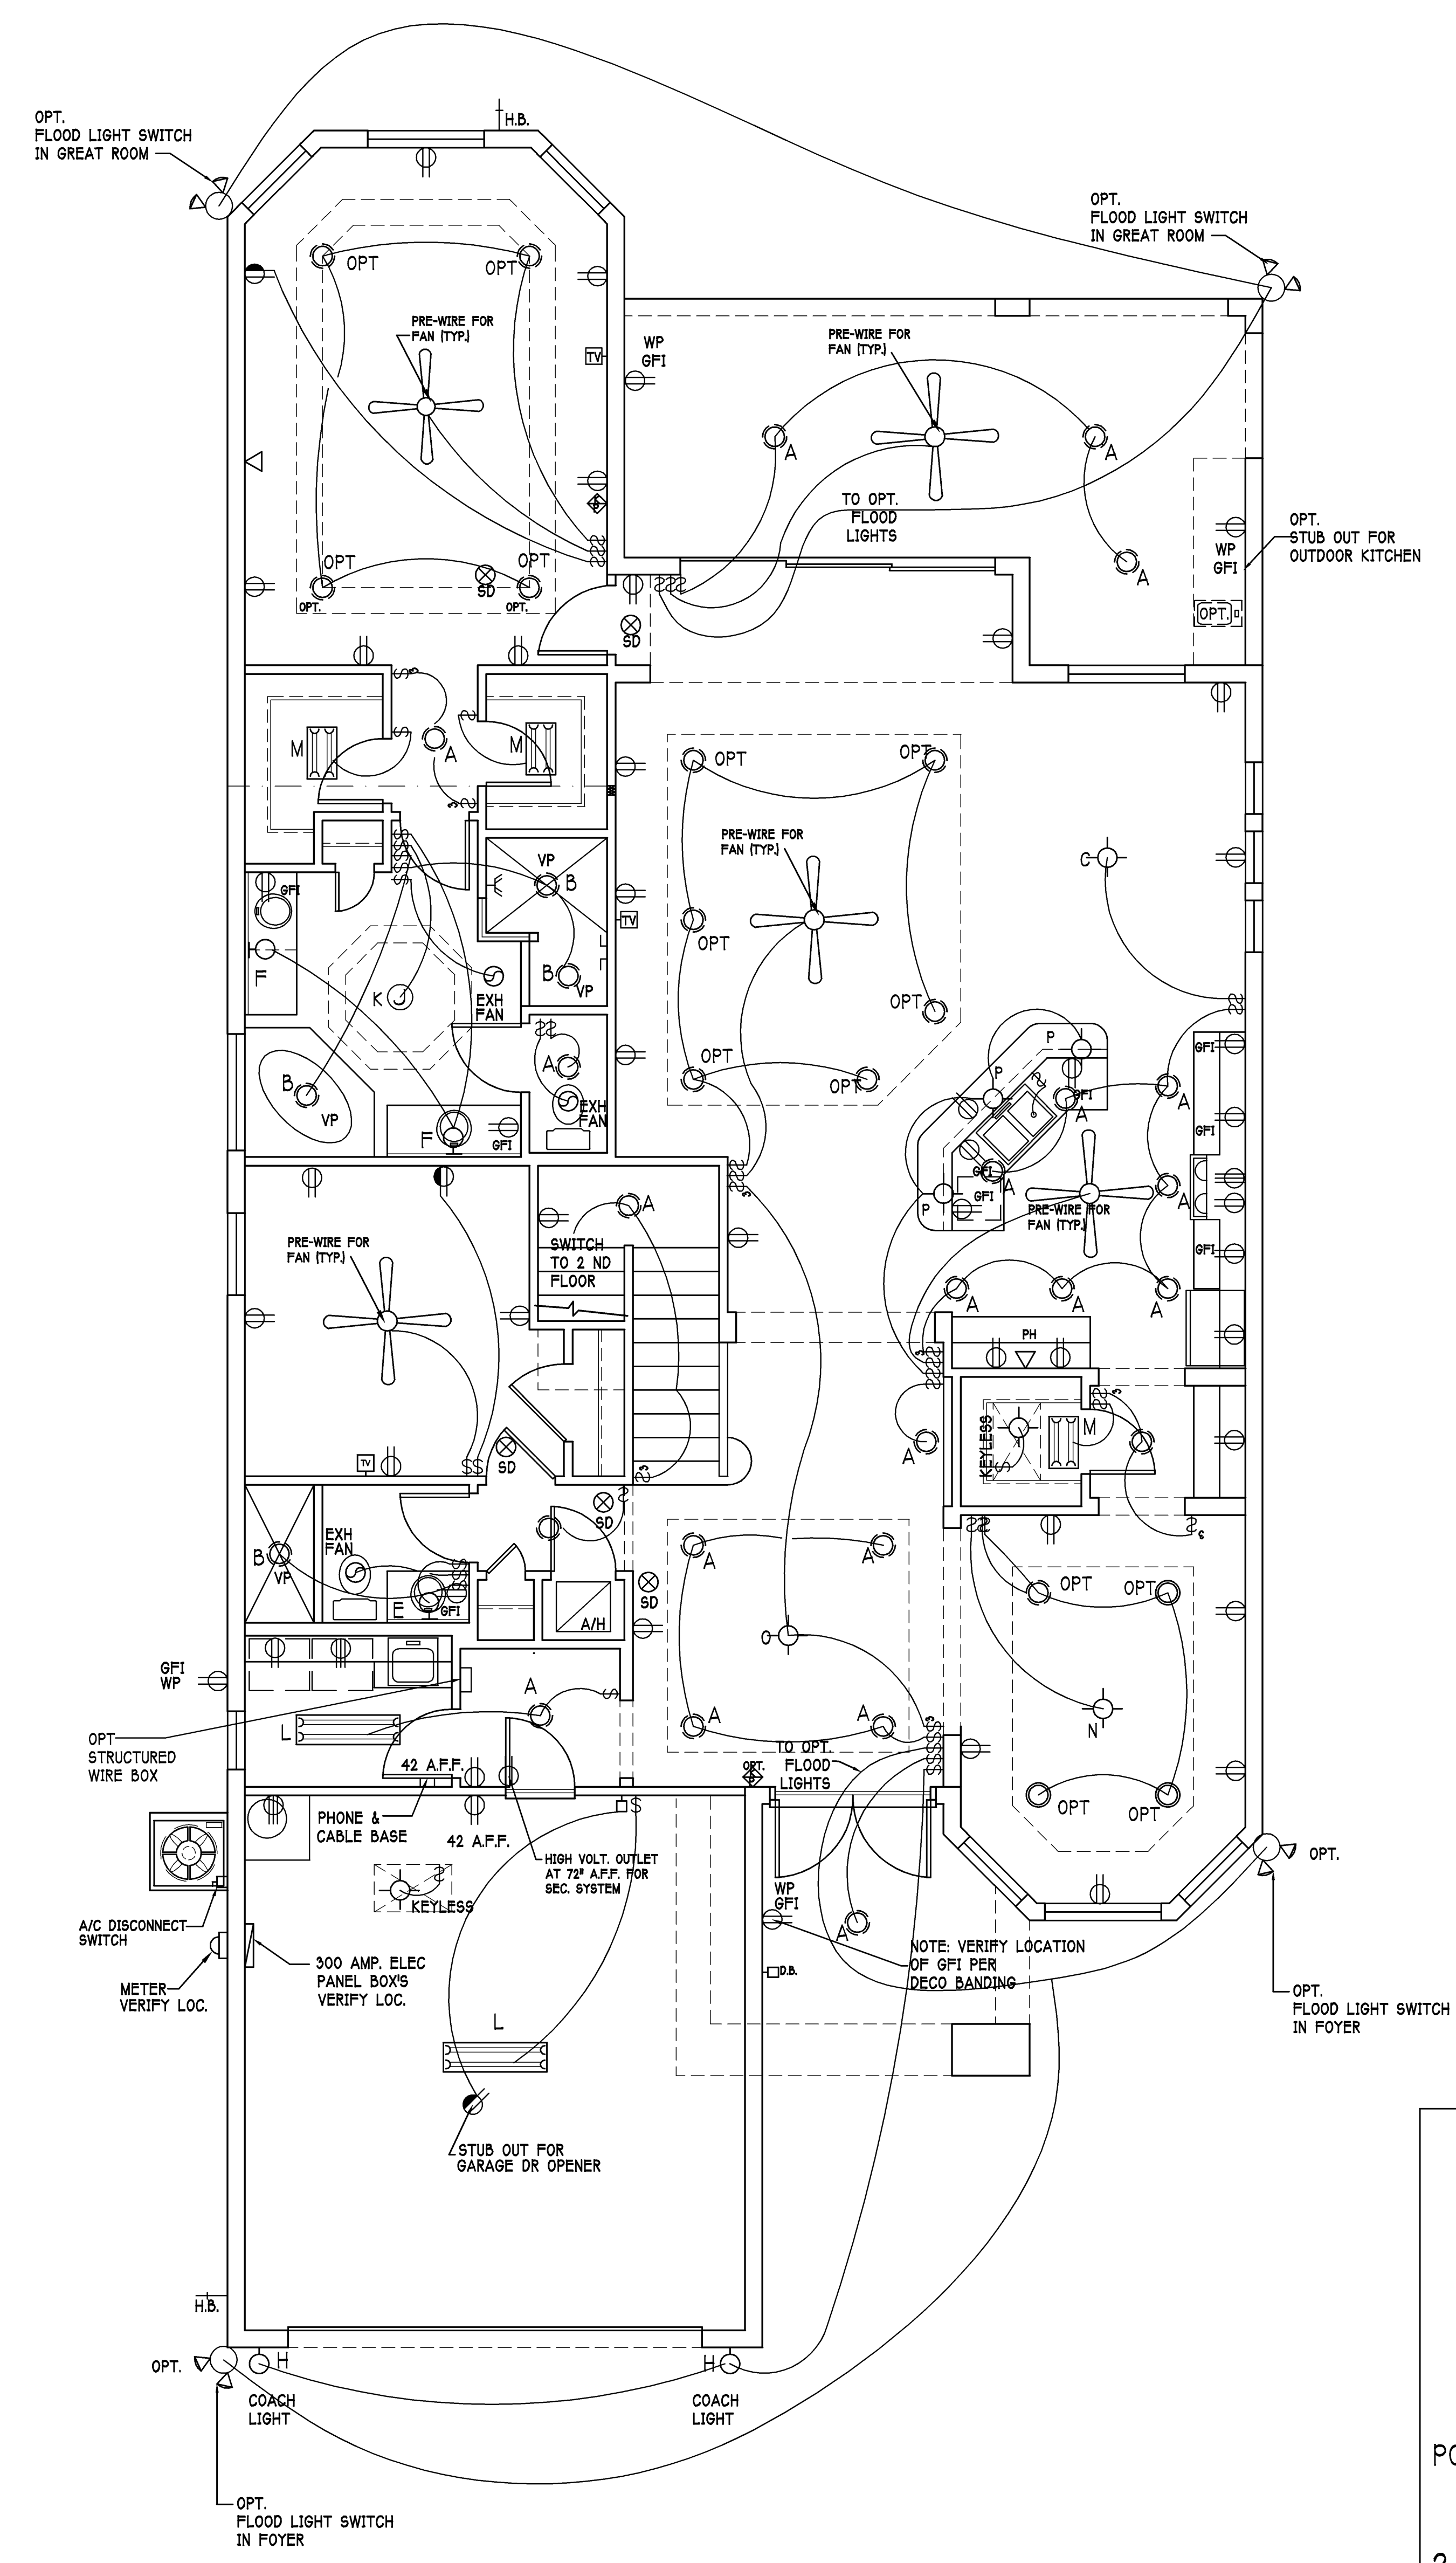 H.B.
OPT.
FLOOD LIGHT SWITCH
IN GREAT ROOM
OPT.
FLOOD LIGHT SWITCH
IN GREAT ROOM
OPT
OPT
PRE-WIRE FOR
FAN (TYP.)
TV
WP
GFI
PRE-WIRE FOR
FAN (TYP.)
A
A
TO OPT.
FLOOD
LIGHTS
A
OPT.
STUB OUT FOR
OUTDOOR KITCHEN
WP
GFI
OPT.
OPT
OPT
SD
OPT.
OPT.
SD
M
A
M
OPT
OPT
PRE-WIRE FOR
FAN (TYP.)
TV
OPT
OPT
OPT
OPT
C
VP
B
GFI
F
K
EXH
FAN
B
VP
A
EXH
FAN
B
VP
F
GFI
P
P
P
GFI
A
GFI
GFI
A
GFI
A
GFI
A
GFI
PRE-WIRE FOR
FAN (TYP.)
A
A
A
PH
A
SWITCH
TO 2 ND
FLOOR
PRE-WIRE FOR
FAN (TYP.)
TV
SD
SD
A
KEYLESS
M
EXH
FAN
B
VP
E
GFI
A/H
SD
A
A
O
A
A
OPT
OPT
N
OPT
OPT
GFI
WP
L
A
OPT
STRUCTURED
WIRE BOX
42 A.F.F.
PHONE &
CABLE BASE
42 A.F.F.
HIGH VOLT. OUTLET
AT 72" A.F.F. FOR
SEC. SYSTEM
OPT.
TO OPT.
FLOOD
LIGHTS
KEYLESS
WP
GFI
A
NOTE: VERIFY LOCATION
OF GFI PER
DECO BANDING
D.B.
OPT.
OPT.
FLOOD LIGHT SWITCH
IN FOYER
A/C DISCONNECT
SWITCH
METER
VERIFY LOC.
300 AMP. ELEC
PANEL BOX'S
VERIFY LOC.
L
STUB OUT FOR
GARAGE DR OPENER
H.B.
OPT.
H
H
COACH
LIGHT
COACH
LIGHT
OPT.
FLOOD LIGHT SWITCH
IN FOYER